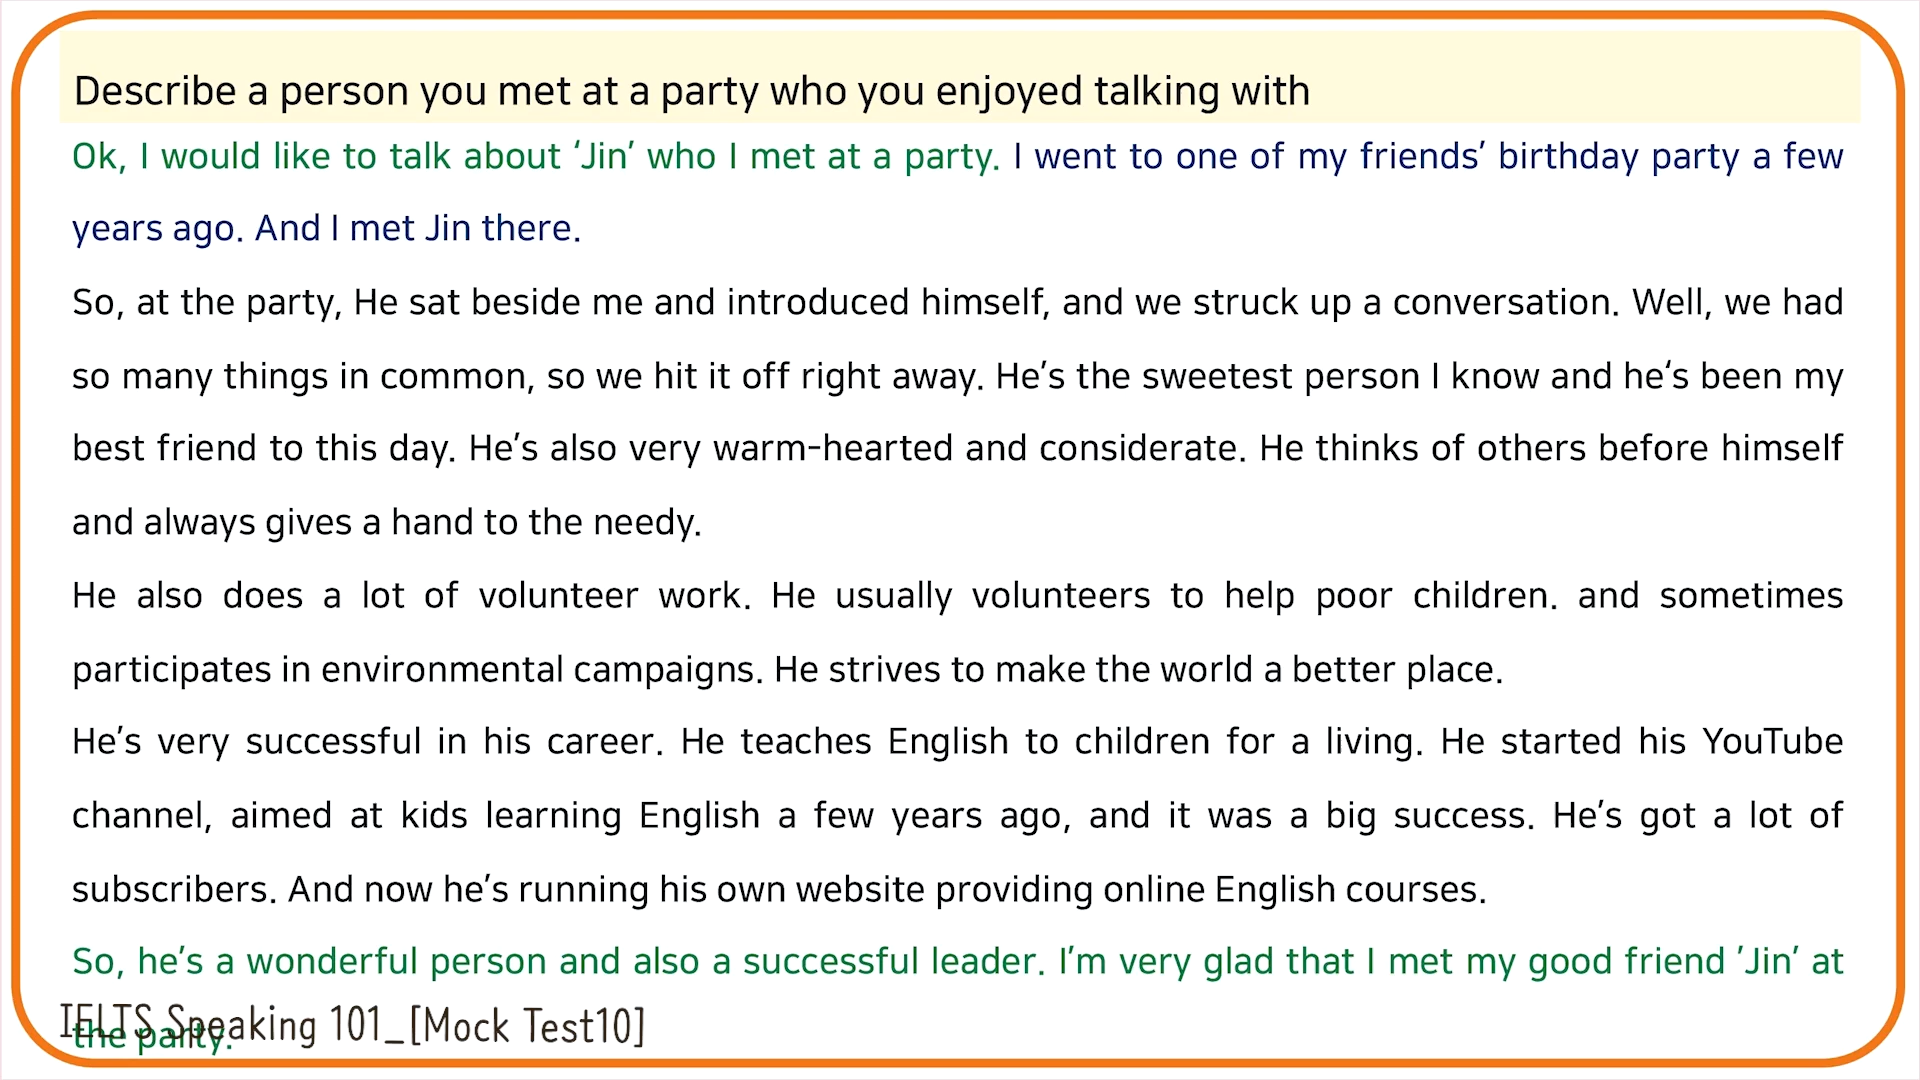 Describe a person you met at a party who you enjoyed talking with
Ok, I would like to talk about ‘Jin’ who I met at a party. I went to one of my friends’ birthday party a few
years ago. And I met Jin there.
So, at the party, He sat beside me and introduced himself, and we struck up a conversation. Well, we had
so many things in common, so we hit it off right away. He’s the sweetest person I know and he‘s been my
best friend to this day. He’s also very warm-hearted and considerate. He thinks of others before himself
and always gives a hand to the needy.
He also does a lot of volunteer work. He usually volunteers to help poor children. and sometimes
participates in environmental campaigns. He strives to make the world a better place.
He’s very successful in his career. He teaches English to children for a living. He started his YouTube
channel, aimed at kids learning English a few years ago, and it was a big success. He’s got a lot of
subscribers. And now he’s running his own website providing online English courses.
So, he’s a wonderful person and also a successful leader. I’m very glad that I met my good friend ’Jin’ at
the party.
IELTS Speaking 101_[Mock Test10]